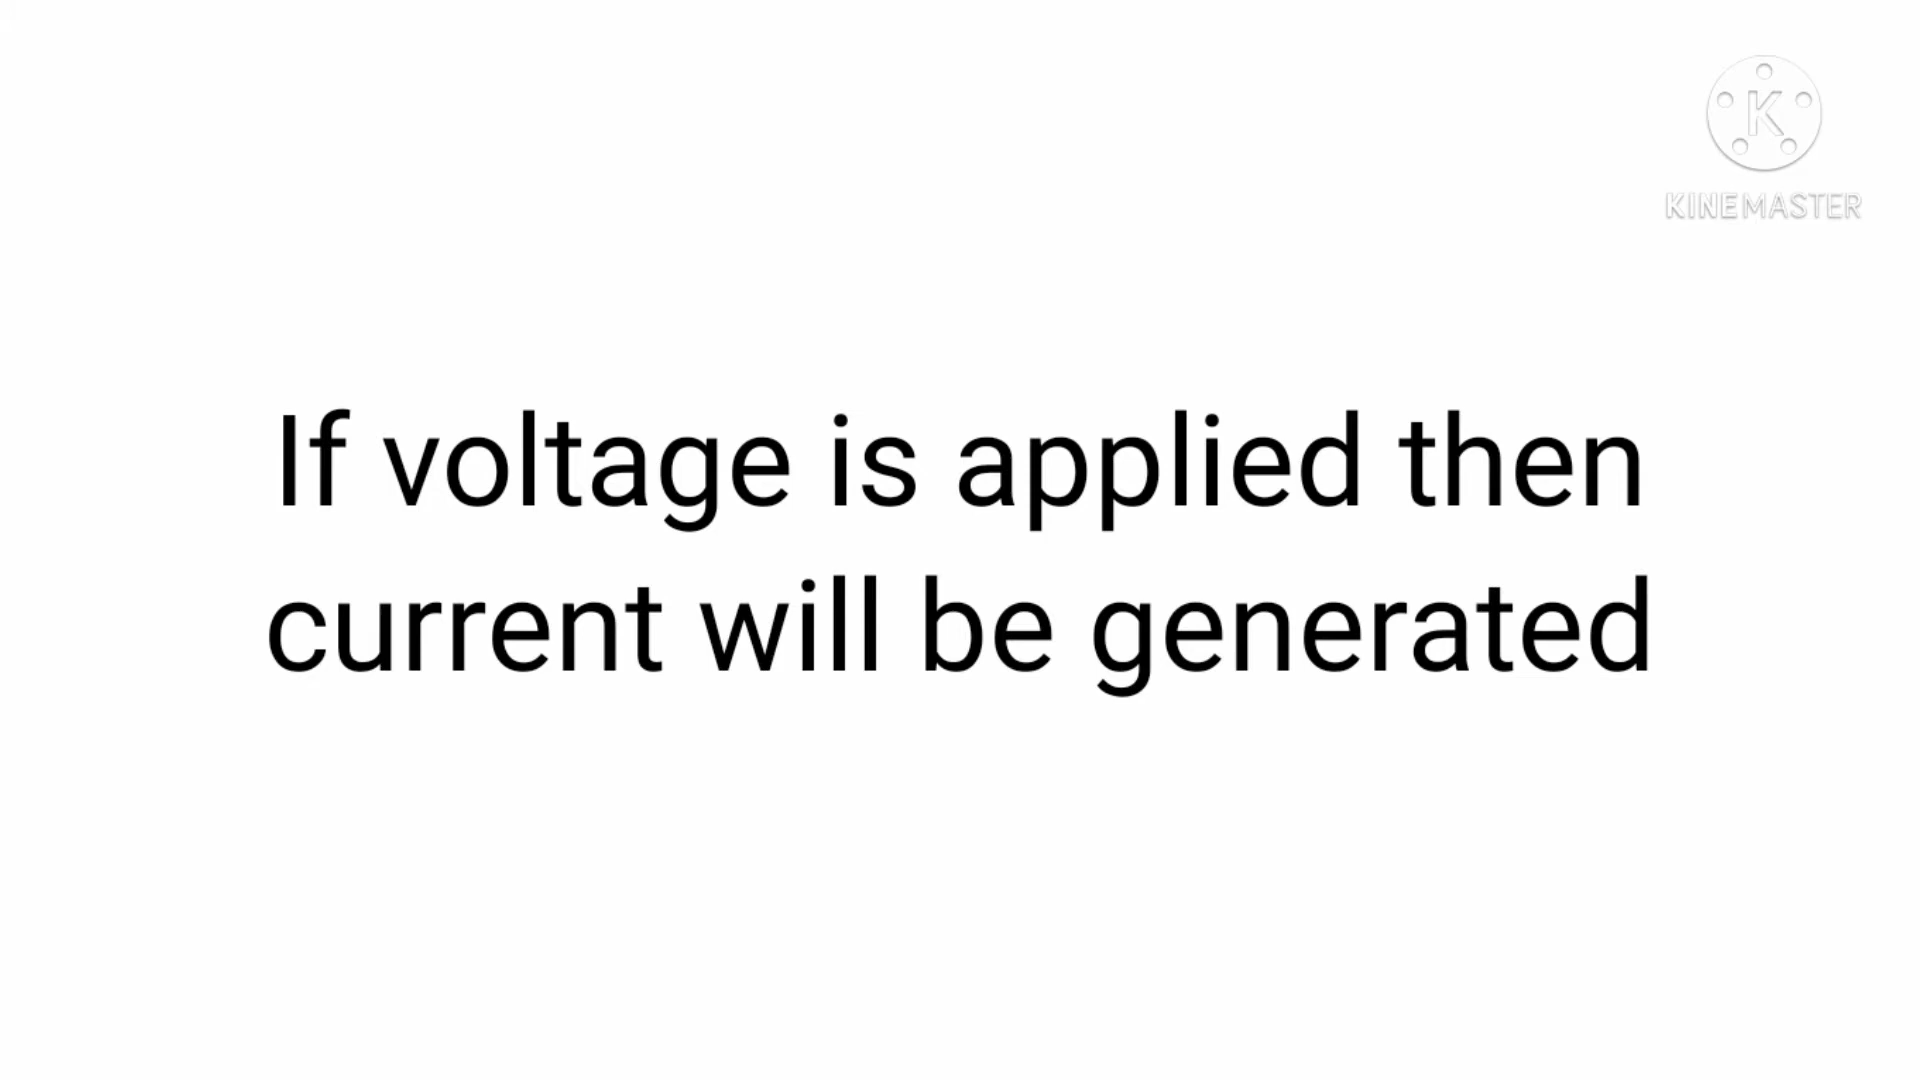 K
KINEMASTER
If voltage is applied then
current will be generated